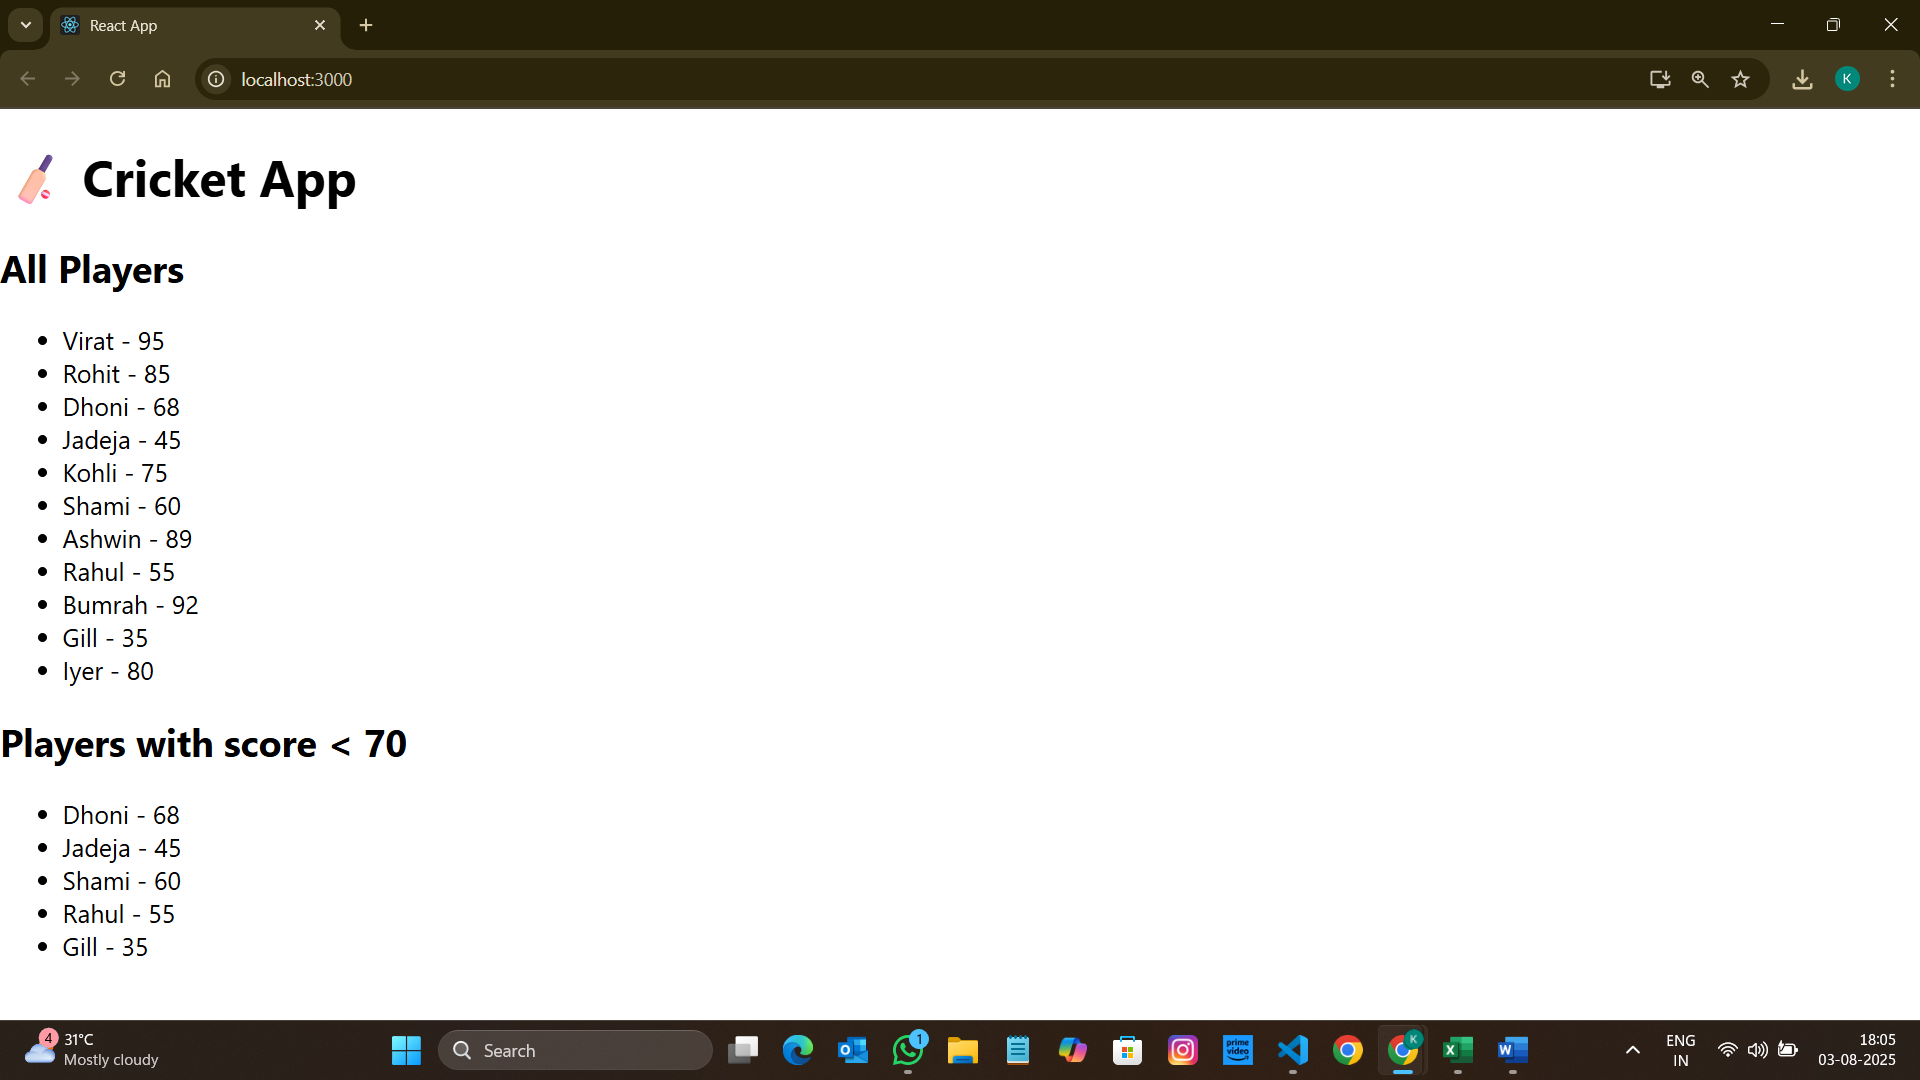 React App
localhost:3000
K
Cricket App
All Players
Virat - 95
Rohit - 85
Dhoni - 68
Jadeja - 45
Kohli - 75
Shami - 60
Ashwin - 89
Rahul - 55
Bumrah - 92
Gill - 35
Iyer - 80
Players with score < 70
Dhoni - 68
Jadeja - 45
Shami - 60
Rahul - 55
Gill - 35
4
31°C
Mostly cloudy
Search
1
prime video
K
ENG
IN
18:05
03-08-2025